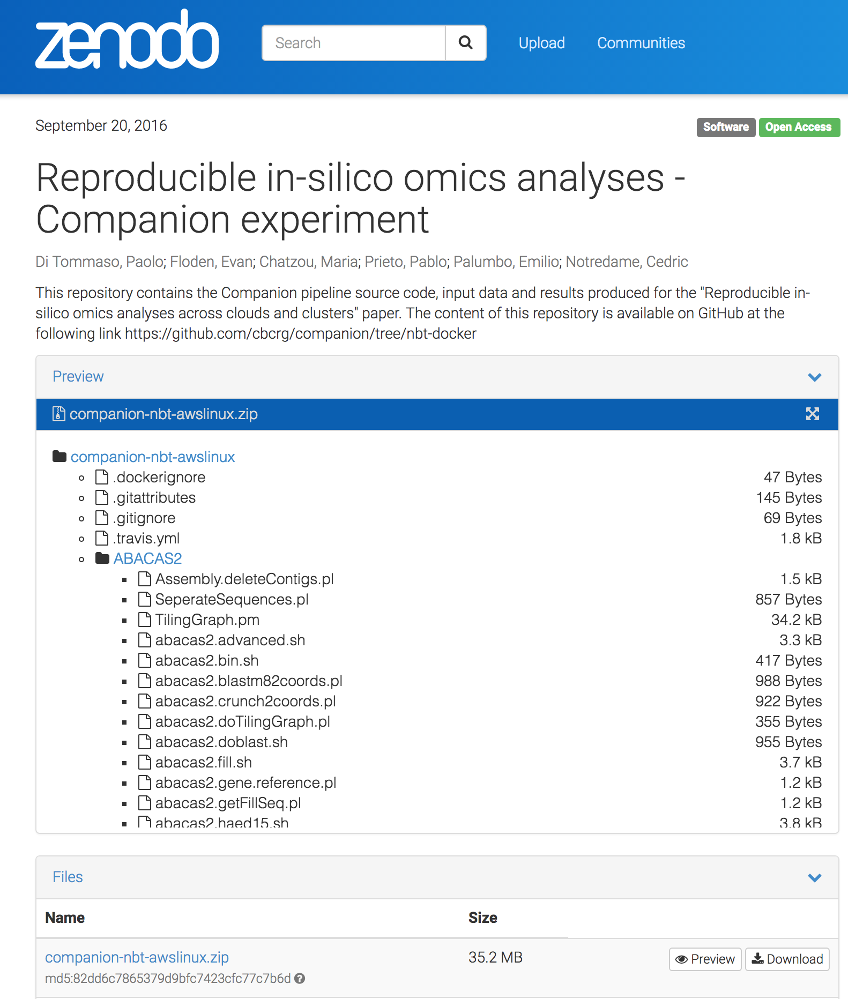 zenodo
Search
Upload
Communities
September 20, 2016
Software
Open Access
Reproducible in-silico omics analyses -
Companion experiment
Di Tommaso, Paolo; Floden, Evan; Chatzou, Maria; Prieto, Pablo; Palumbo, Emilio; Notredame, Cedric
This repository contains the Companion pipeline source code, input data and results produced for the "Reproducible in-
silico omics analyses across clouds and clusters" paper. The content of this repository is available on GitHub at the
following link https://github.com/cbcrg/companion/tree/nbt-docker
Preview
companion-nbt-awslinux.zip
companion-nbt-awslinux
.dockerignore 47 Bytes
.gitattributes 145 Bytes
.gitignore 69 Bytes
.travis.yml 1.8 kB
ABACAS2
Assembly.deleteContigs.pl 1.5 kB
SeperateSequences.pl 857 Bytes
TilingGraph.pm 34.2 kB
abacas2.advanced.sh 3.3 kB
abacas2.bin.sh 417 Bytes
abacas2.blastm82coords.pl 988 Bytes
abacas2.crunch2coords.pl 922 Bytes
abacas2.doTilingGraph.pl 355 Bytes
abacas2.doblast.sh 955 Bytes
abacas2.fill.sh 3.7 kB
abacas2.gene.reference.pl 1.2 kB
abacas2.getFillSeq.pl 1.2 kB
abacas2.haed15.sh 3.8 kB
Files
Name Size
companion-nbt-awslinux.zip 35.2 MB Preview Download
md5:82dd6c7865379d9bfc7423cfc77c7b6d ?